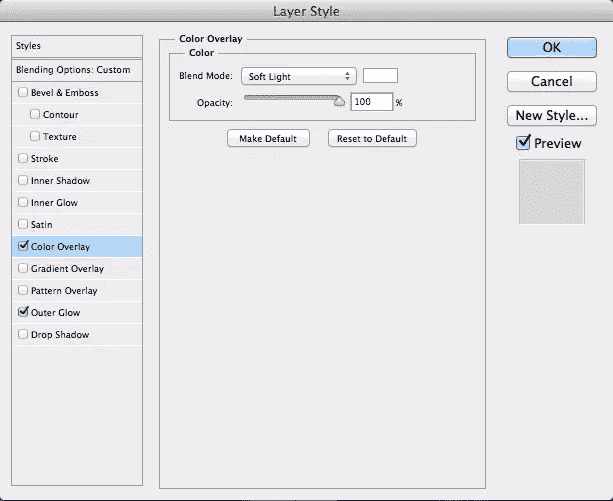 Layer Style
Styles
Blending Options: Custom
Bevel & Emboss
Contour
Texture
Stroke
Inner Shadow
Inner Glow
Satin
Color Overlay
Gradient Overlay
Pattern Overlay
Outer Glow
Drop Shadow
Color Overlay
Color
Blend Mode: Soft Light
Opacity: 100 %
Make Default Reset to Default
OK
Cancel
New Style...
Preview